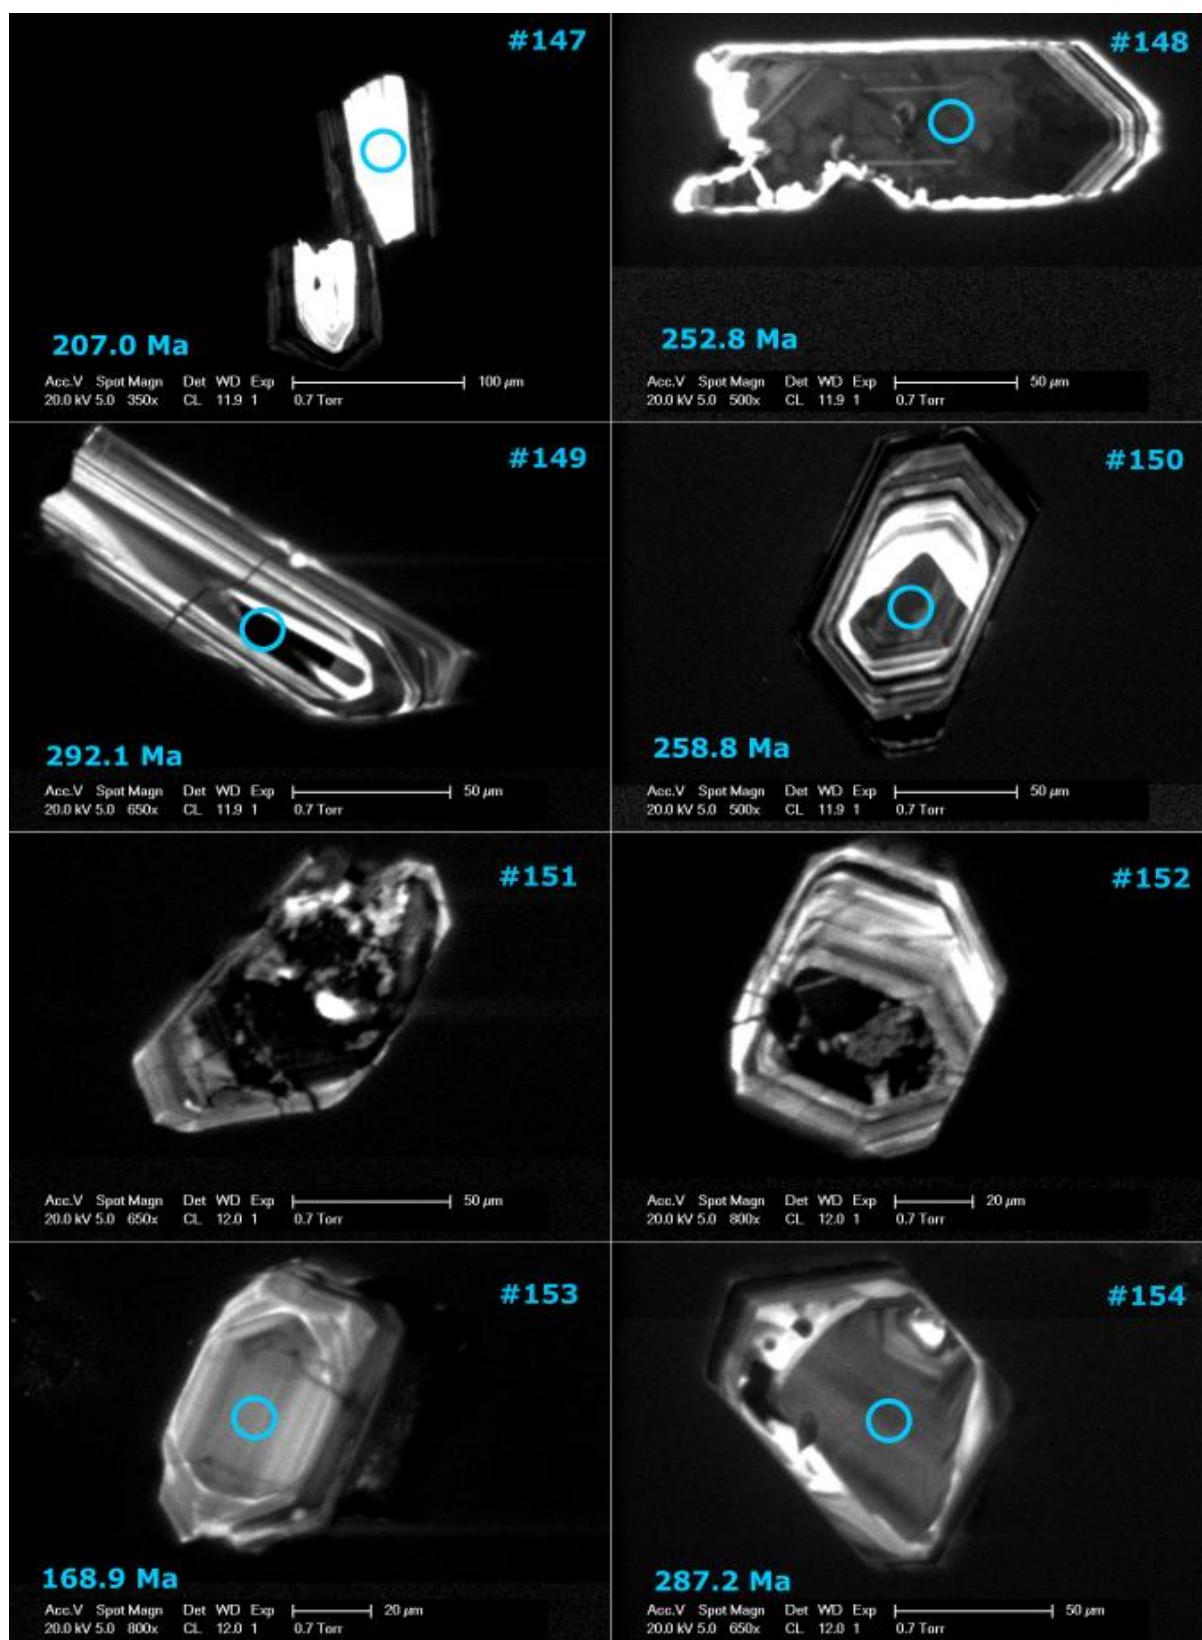 #147
207.0 Ma
Acc.V Spot Magn Det WD Exp 100 µm
20.0 kV 5.0 350x CL 11.9 1 0.7 Torr
#148
252.8 Ma
Acc.V Spot Magn Det WD Exp 50 µm
20.0 kV 5.0 500x CL 11.9 1 0.7 Torr
#149
292.1 Ma
Acc.V Spot Magn Det WD Exp 50 µm
20.0 kV 5.0 650x CL 11.9 1 0.7 Torr
#150
258.8 Ma
Acc.V Spot Magn Det WD Exp 50 µm
20.0 kV 5.0 500x CL 11.9 1 0.7 Torr
#151
Acc.V Spot Magn Det WD Exp 50 µm
20.0 kV 5.0 650x CL 12.0 1 0.7 Torr
#152
Acc.V Spot Magn Det WD Exp 20 µm
20.0 kV 5.0 800x CL 12.0 1 0.7 Torr
#153
168.9 Ma
Acc.V Spot Magn Det WD Exp 20 µm
20.0 kV 5.0 800x CL 12.0 1 0.7 Torr
#154
287.2 Ma
Acc.V Spot Magn Det WD Exp 50 µm
20.0 kV 5.0 650x CL 12.0 1 0.7 Torr